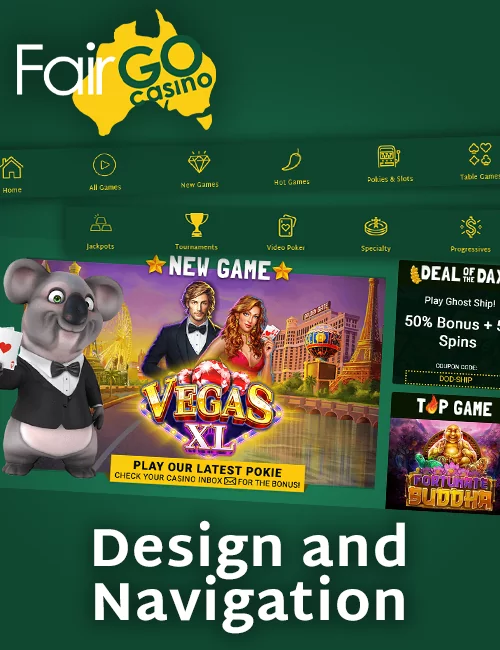 Fair GO
casino
Home
All Games
New Games
Hot Games
Pokies & Slots
Table Games
Jackpots
Tournaments
Video Poker
Specialty
Progressives
NEW GAME
VEGAS
XL
PLAY OUR LATEST POKIE
CHECK YOUR CASINO INBOX FOR THE BONUS!
DEAL OF THE DAY
Play Ghost Ship!
50% Bonus + 5
Spins
COUPON CODE:
DOD-SHIP
TOP GAME
FORTUNATE
BUDDHA
Design and
Navigation